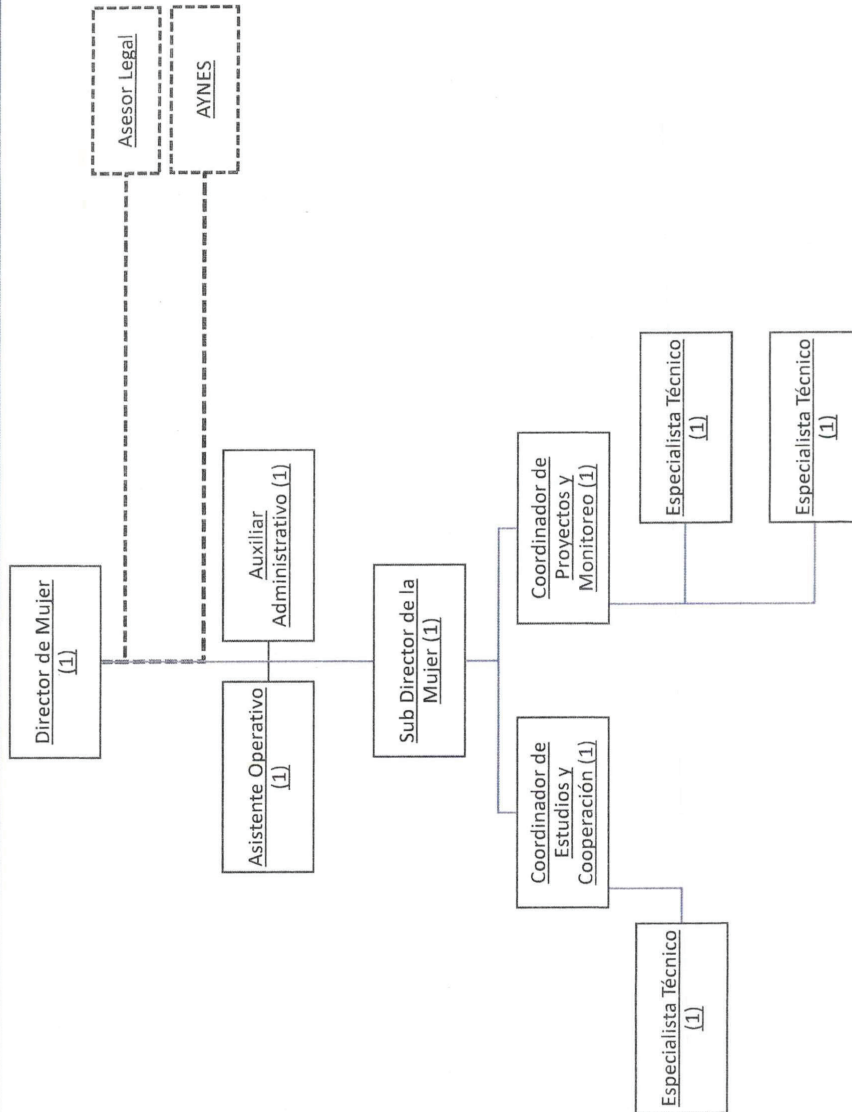 Director de Mujer
(1)
Asesor Legal
AYNES
Asistente Operativo
(1)
Auxiliar
Administrativo (1)
Sub Director de la
Mujer (1)
Coordinador de
Estudios y
Cooperación (1)
Coordinador de
Proyectos y
Monitoreo (1)
Especialista Técnico
(1)
Especialista Técnico
(1)
Especialista Técnico
(1)